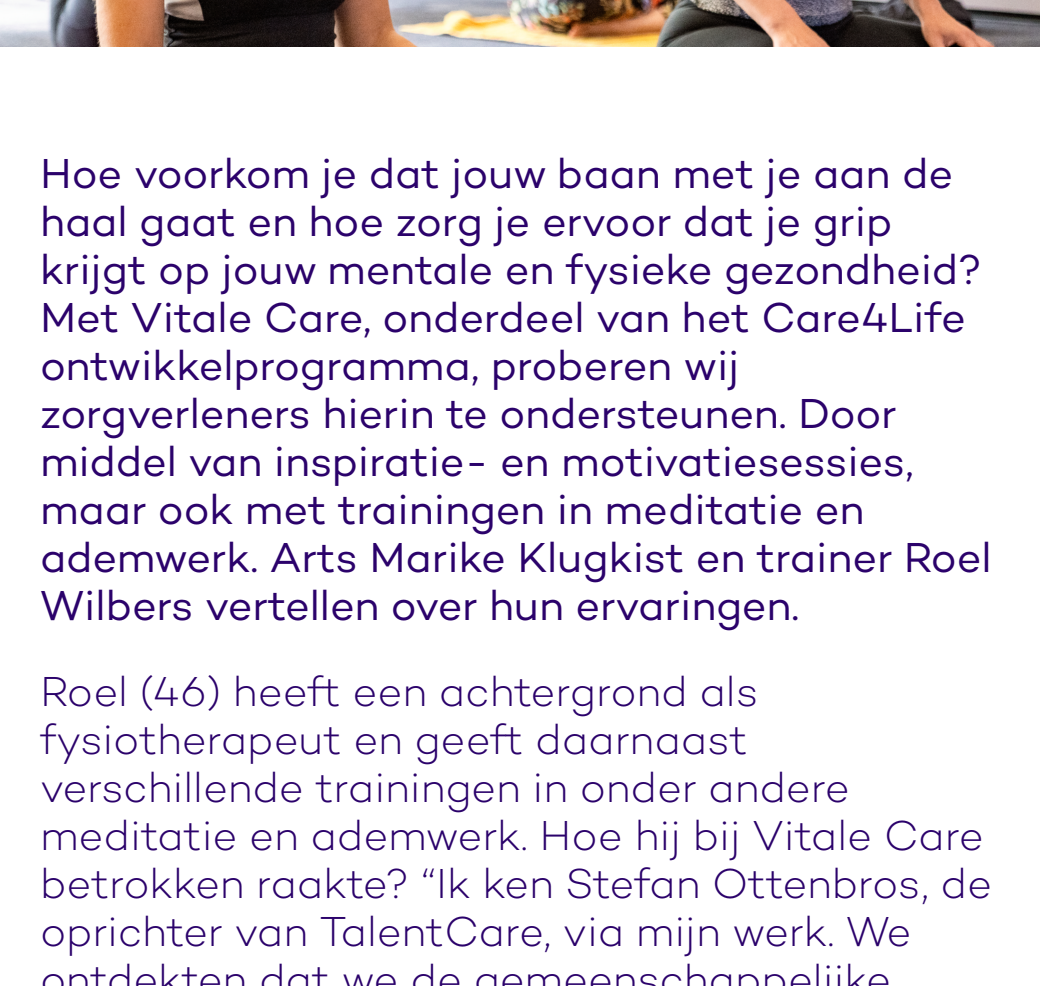 Hoe voorkom je dat jouw baan met je aan de
haal gaat en hoe zorg je ervoor dat je grip
krijgt op jouw mentale en fysieke gezondheid?
Met Vitale Care, onderdeel van het Care4Life
ontwikkelprogramma, proberen wij
zorgverleners hierin te ondersteunen. Door
middel van inspiratie- en motivatiesessies,
maar ook met trainingen in meditatie en
ademwerk. Arts Marike Klugkist en trainer Roel
Wilbers vertellen over hun ervaringen.
Roel (46) heeft een achtergrond als
fysiotherapeut en geeft daarnaast
verschillende trainingen in onder andere
meditatie en ademwerk. Hoe hij bij Vitale Care
betrokken raakte? “Ik ken Stefan Ottenbros, de
oprichter van TalentCare, via mijn werk. We
ontdekten dat we de gemeenschappelijke